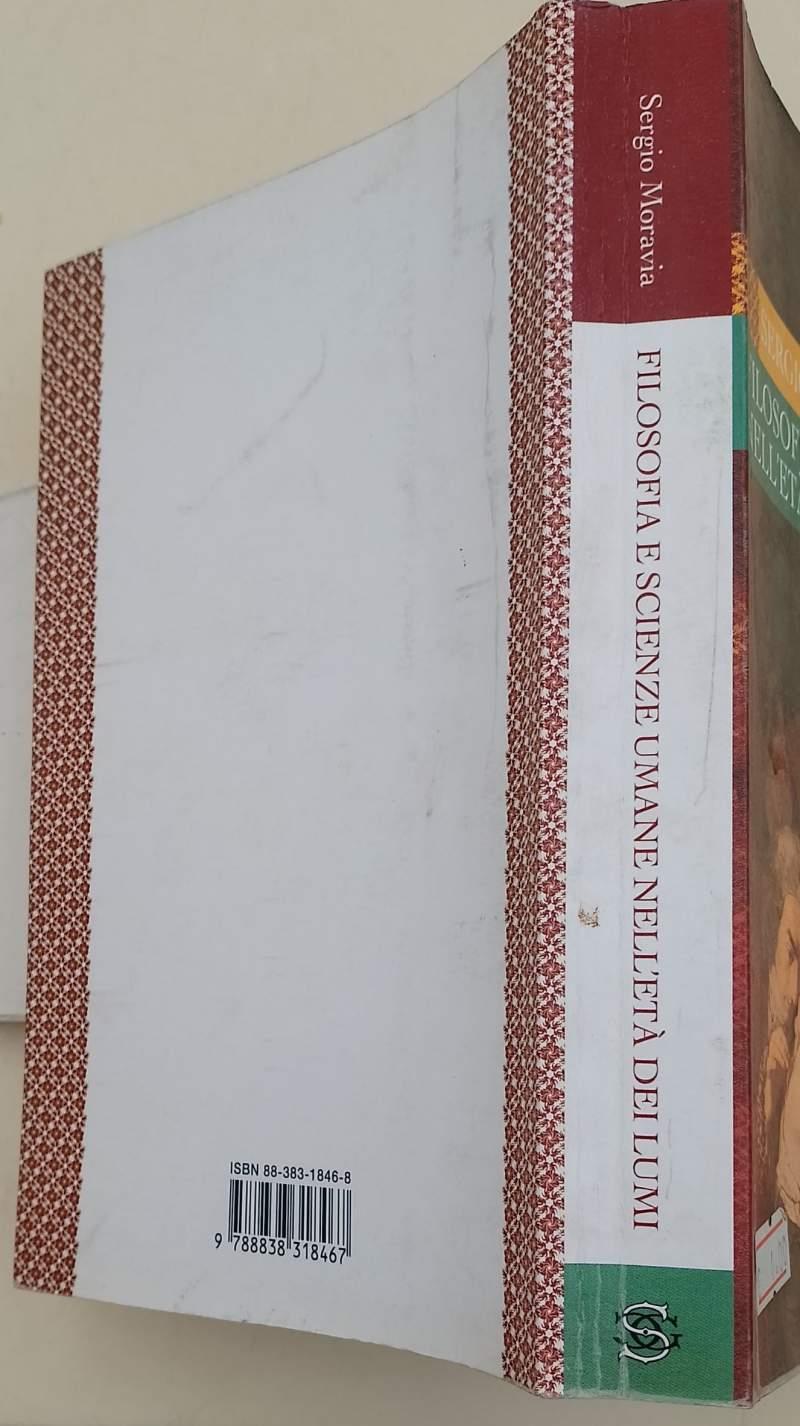 Sergio Moravia
FILOSOFIA E SCIENZE UMANE NELL'ETÀ DEI LUMI
ISBN 88-383-1846-8
9 788838 318467